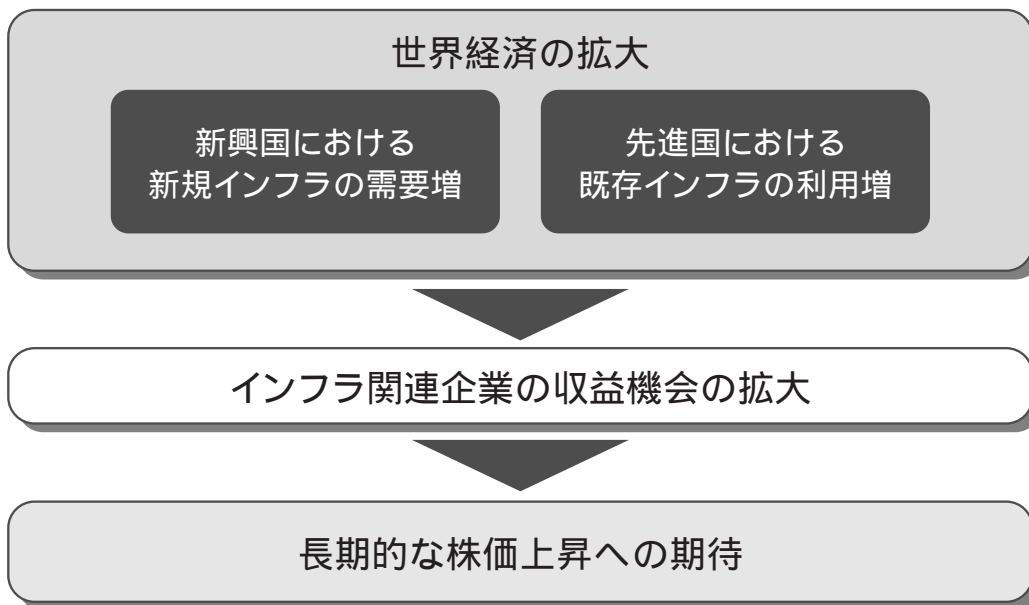 世界経済の拡大
新興国における
新規インフラの需要増
先進国における
既存インフラの利用増
インフラ関連企業の収益機会の拡大
長期的な株価上昇への期待